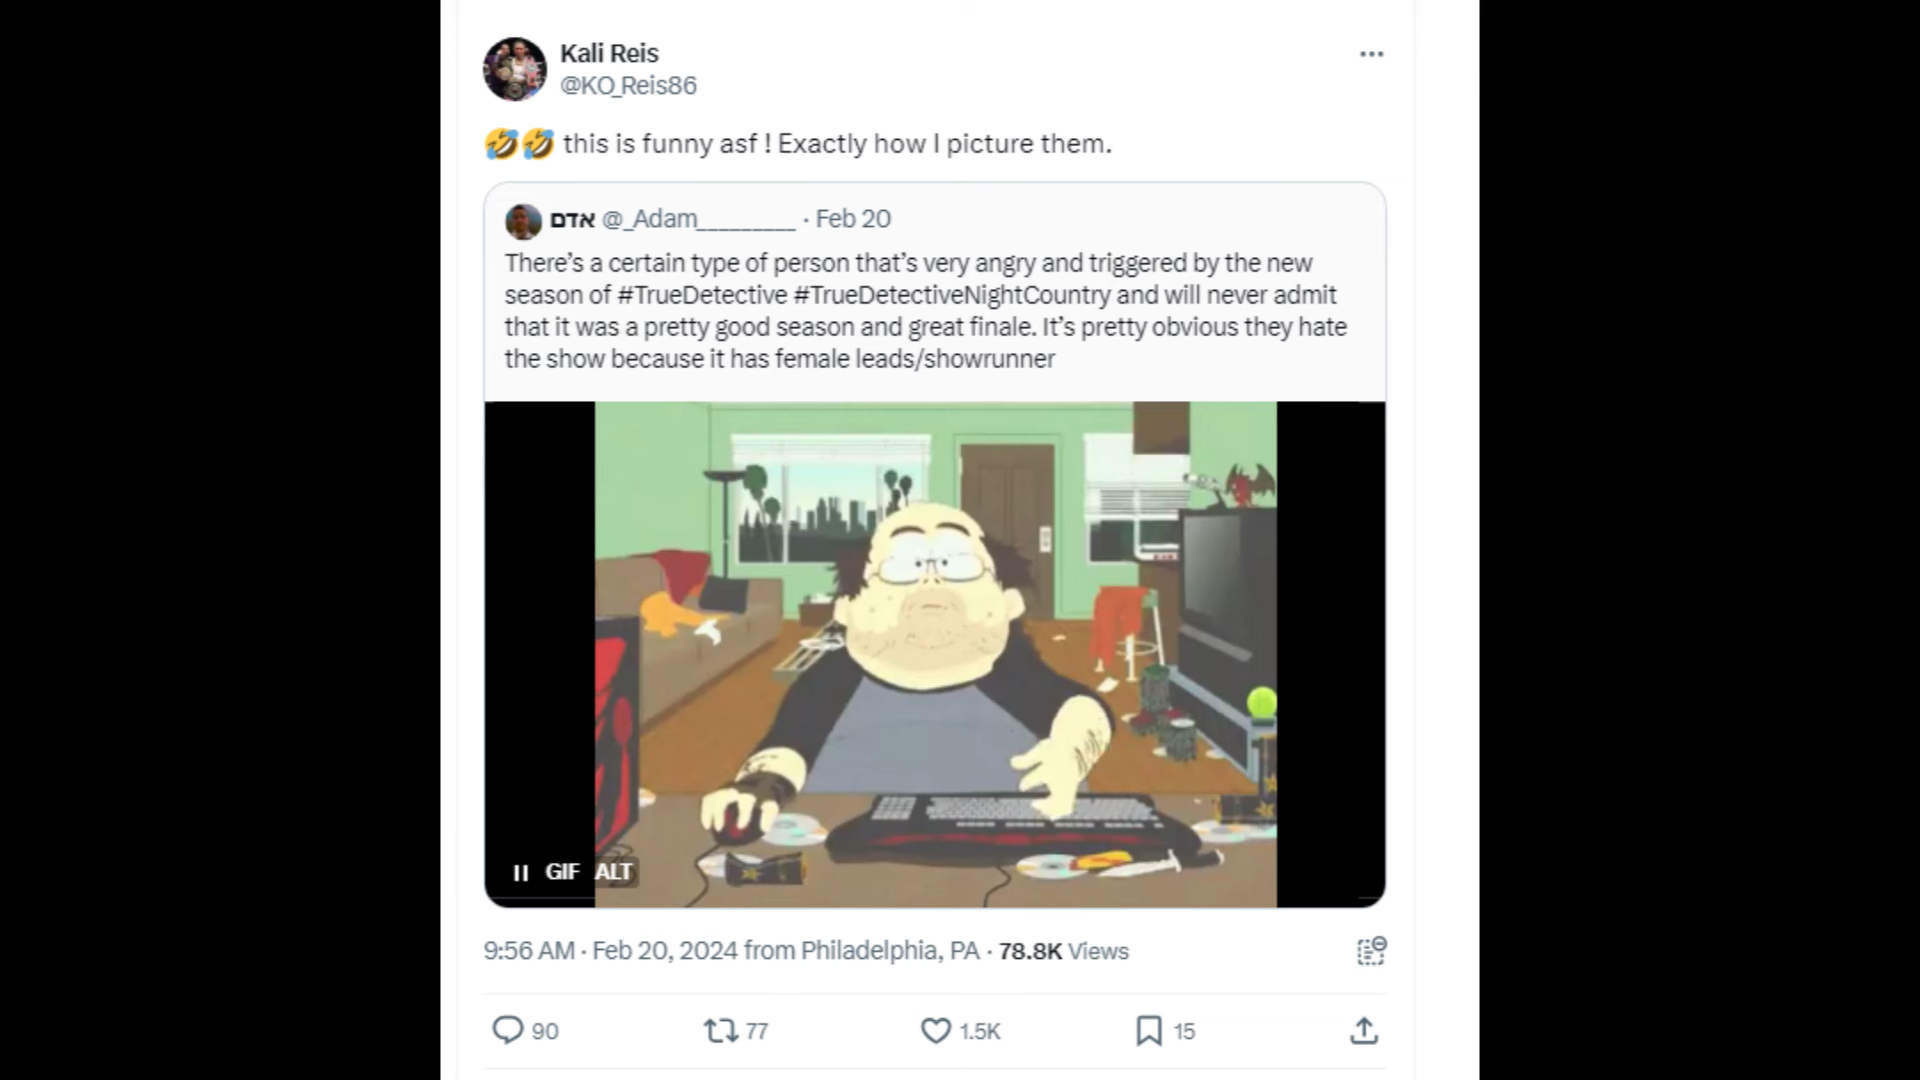 Kali Reis
@KO_Reis86
🤣🤣 this is funny asf ! Exactly how I picture them.
אדם @_Adam_________ · Feb 20
There’s a certain type of person that’s very angry and triggered by the new
season of #TrueDetective #TrueDetectiveNightCountry and will never admit
that it was a pretty good season and great finale. It’s pretty obvious they hate
the show because it has female leads/showrunner
GIF ALT
9:56 AM · Feb 20, 2024 from Philadelphia, PA · 78.8K Views
90 77 1.5K 15